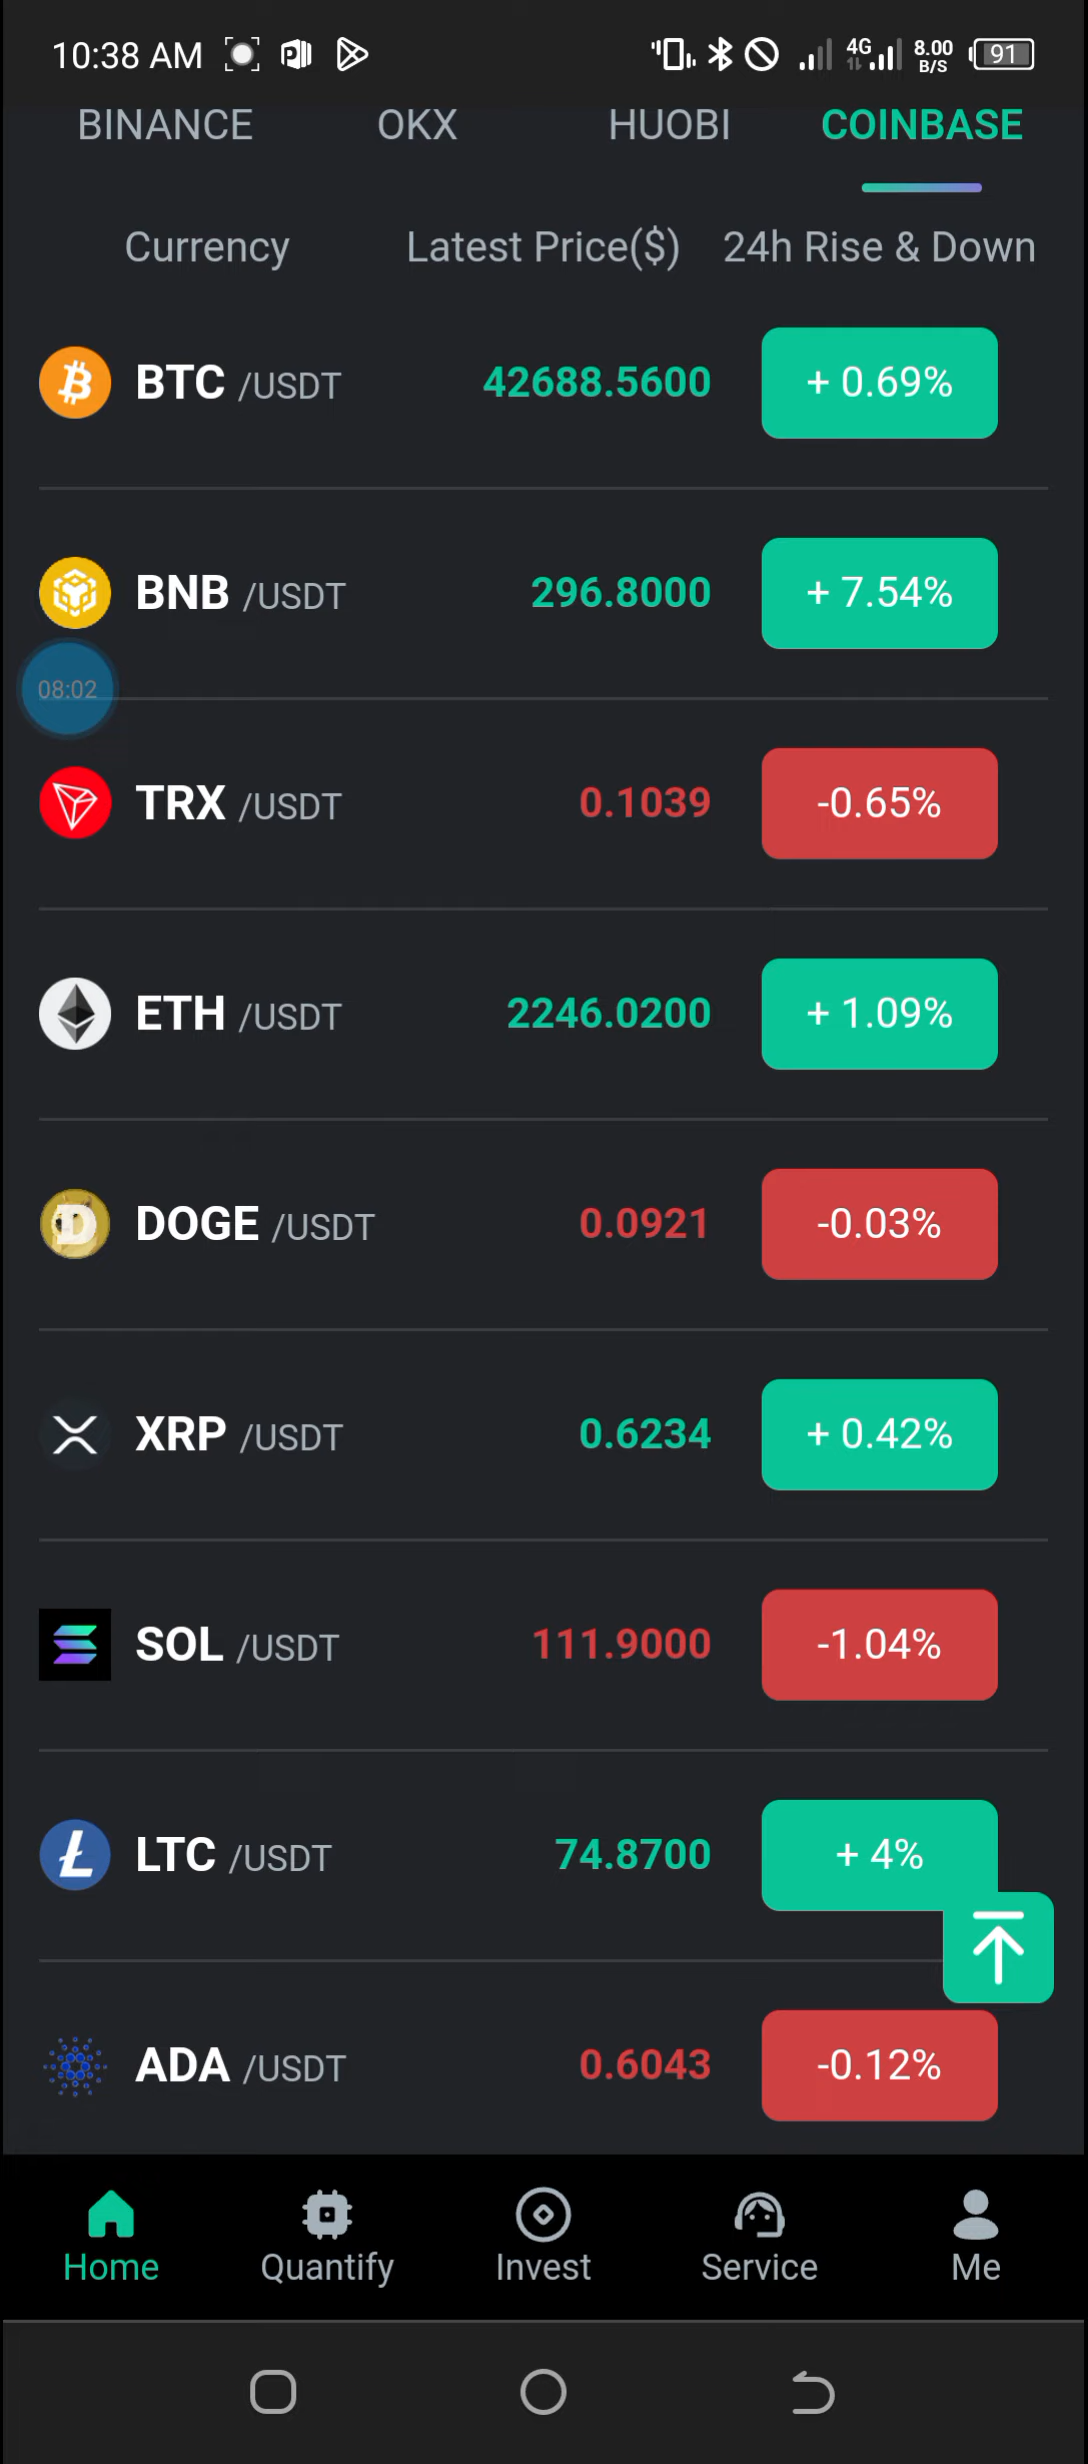 10:38 AM 4G 8.00 B/S 91
BINANCE OKX HUOBI COINBASE
Currency Latest Price($) 24h Rise & Down
BTC /USDT 42688.5600 + 0.69%
BNB /USDT 296.8000 + 7.54%
08:02
TRX /USDT 0.1039 -0.65%
ETH /USDT 2246.0200 + 1.09%
DOGE /USDT 0.0921 -0.03%
XRP /USDT 0.6234 + 0.42%
SOL /USDT 111.9000 -1.04%
LTC /USDT 74.8700 + 4%
ADA /USDT 0.6043 -0.12%
Home Quantify Invest Service Me